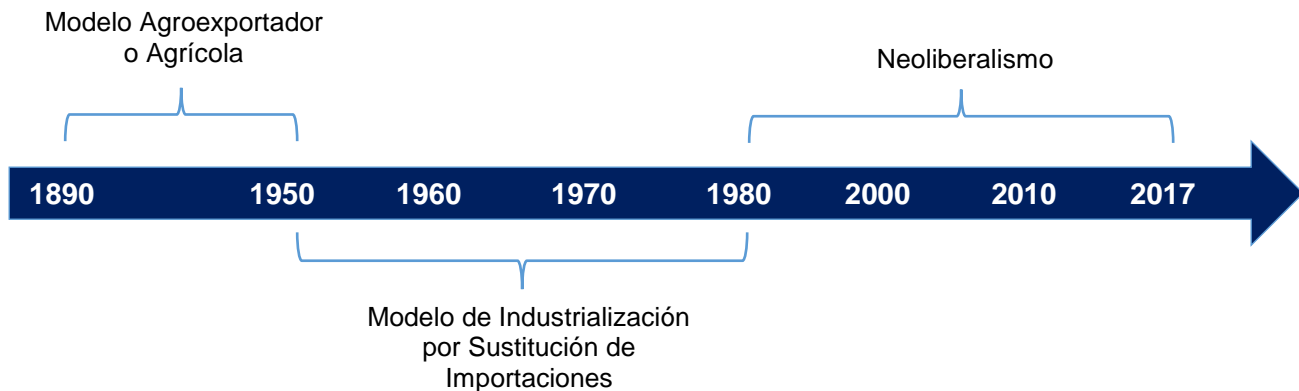 Modelo Agroexportador
o Agrícola
Neoliberalismo
1890 1950 1960 1970 1980 2000 2010 2017
Modelo de Industrialización
por Sustitución de
Importaciones